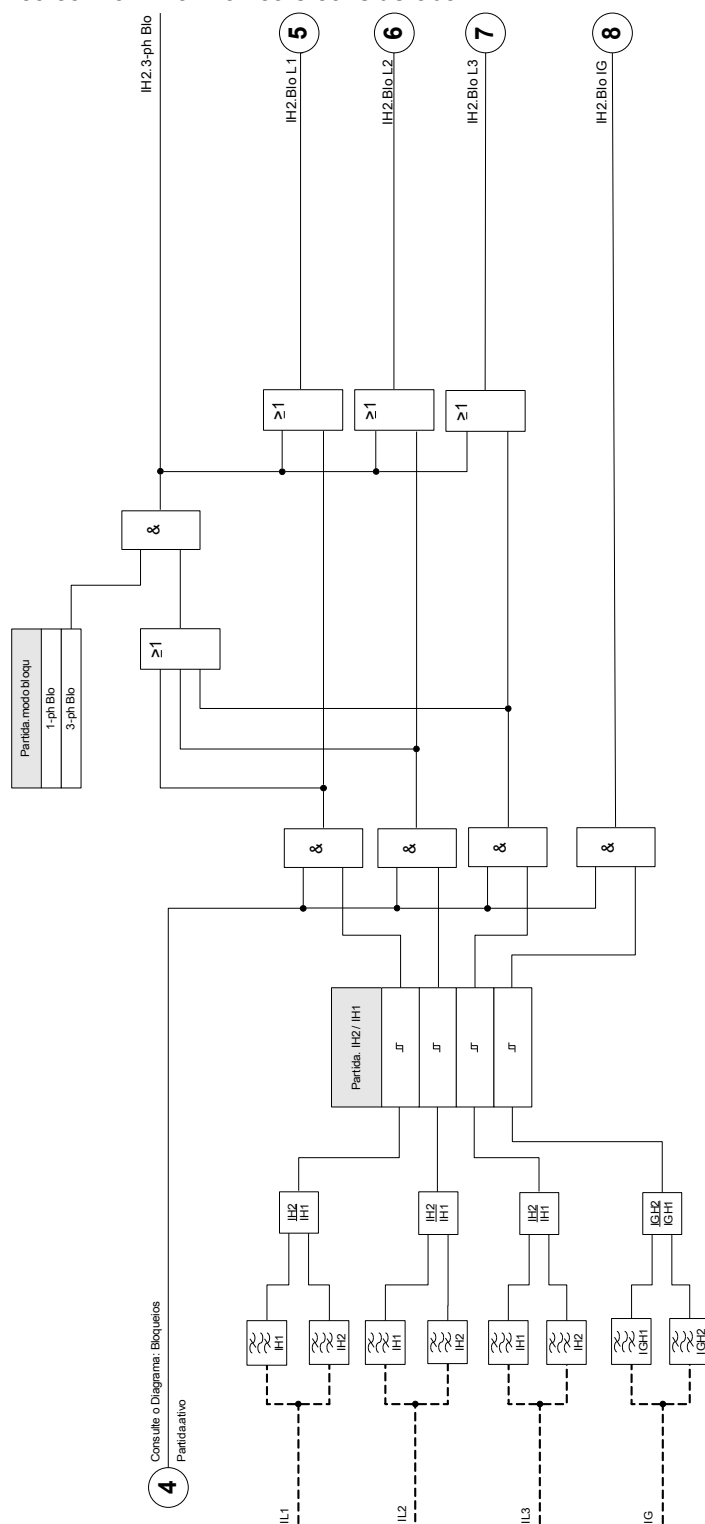 Partida.modobloqu
1-ph Blo
3-ph Blo
IH2.3-ph Blo
&
≥1
4
Consulte o Diagrama: Bloqueios
Partida.ativo
IL1
IH1
IH2
IH2
IH1
Partida. IH2 / IH1
&
≥1
IH2.Blo L1
5
IL2
IH1
IH2
IH2
IH1
&
≥1
IH2.Blo L2
6
IL3
IH1
IH2
IH2
IH1
&
≥1
IH2.Blo L3
7
IG
IGH1
IGH2
IGH2
IGH1
&
IH2.Blo IG
8